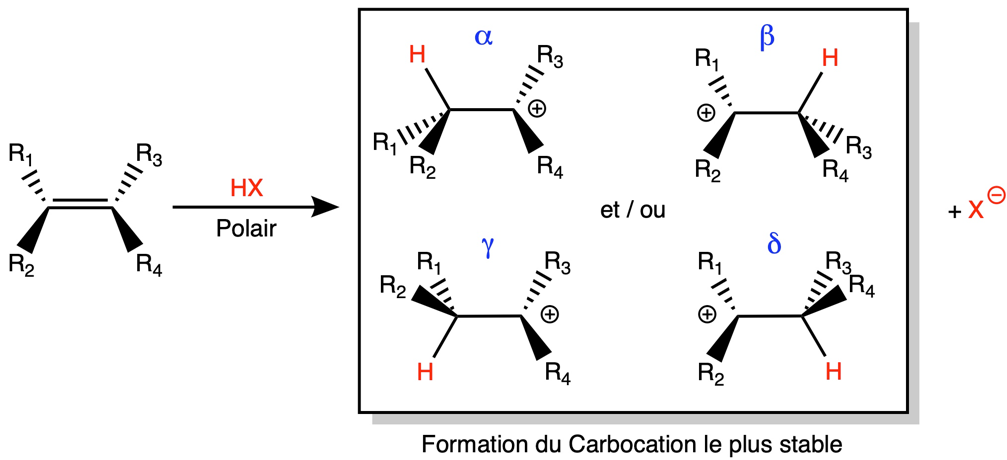 α
β
H R3
R1 H
⊕
⊕
R1 R2 R4
R2 R4 R3
R1 R3
HX
Polair
R2 R4
et / ou
+ X⊖
γ
δ
R2 R1 R3
R1 R3 R4
⊕
⊕
H R4
R2 H
Formation du Carbocation le plus stable